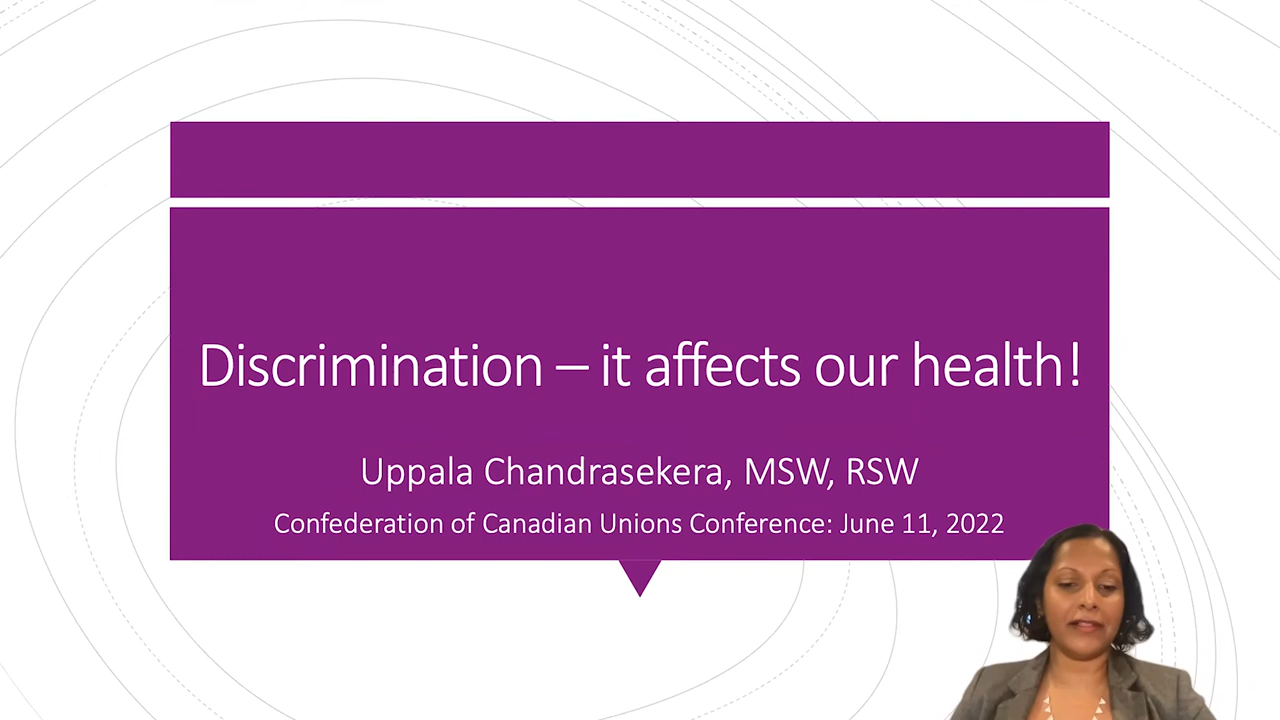 Discrimination – it affects our health!
Uppala Chandrasekera, MSW, RSW
Confederation of Canadian Unions Conference: June 11, 2022